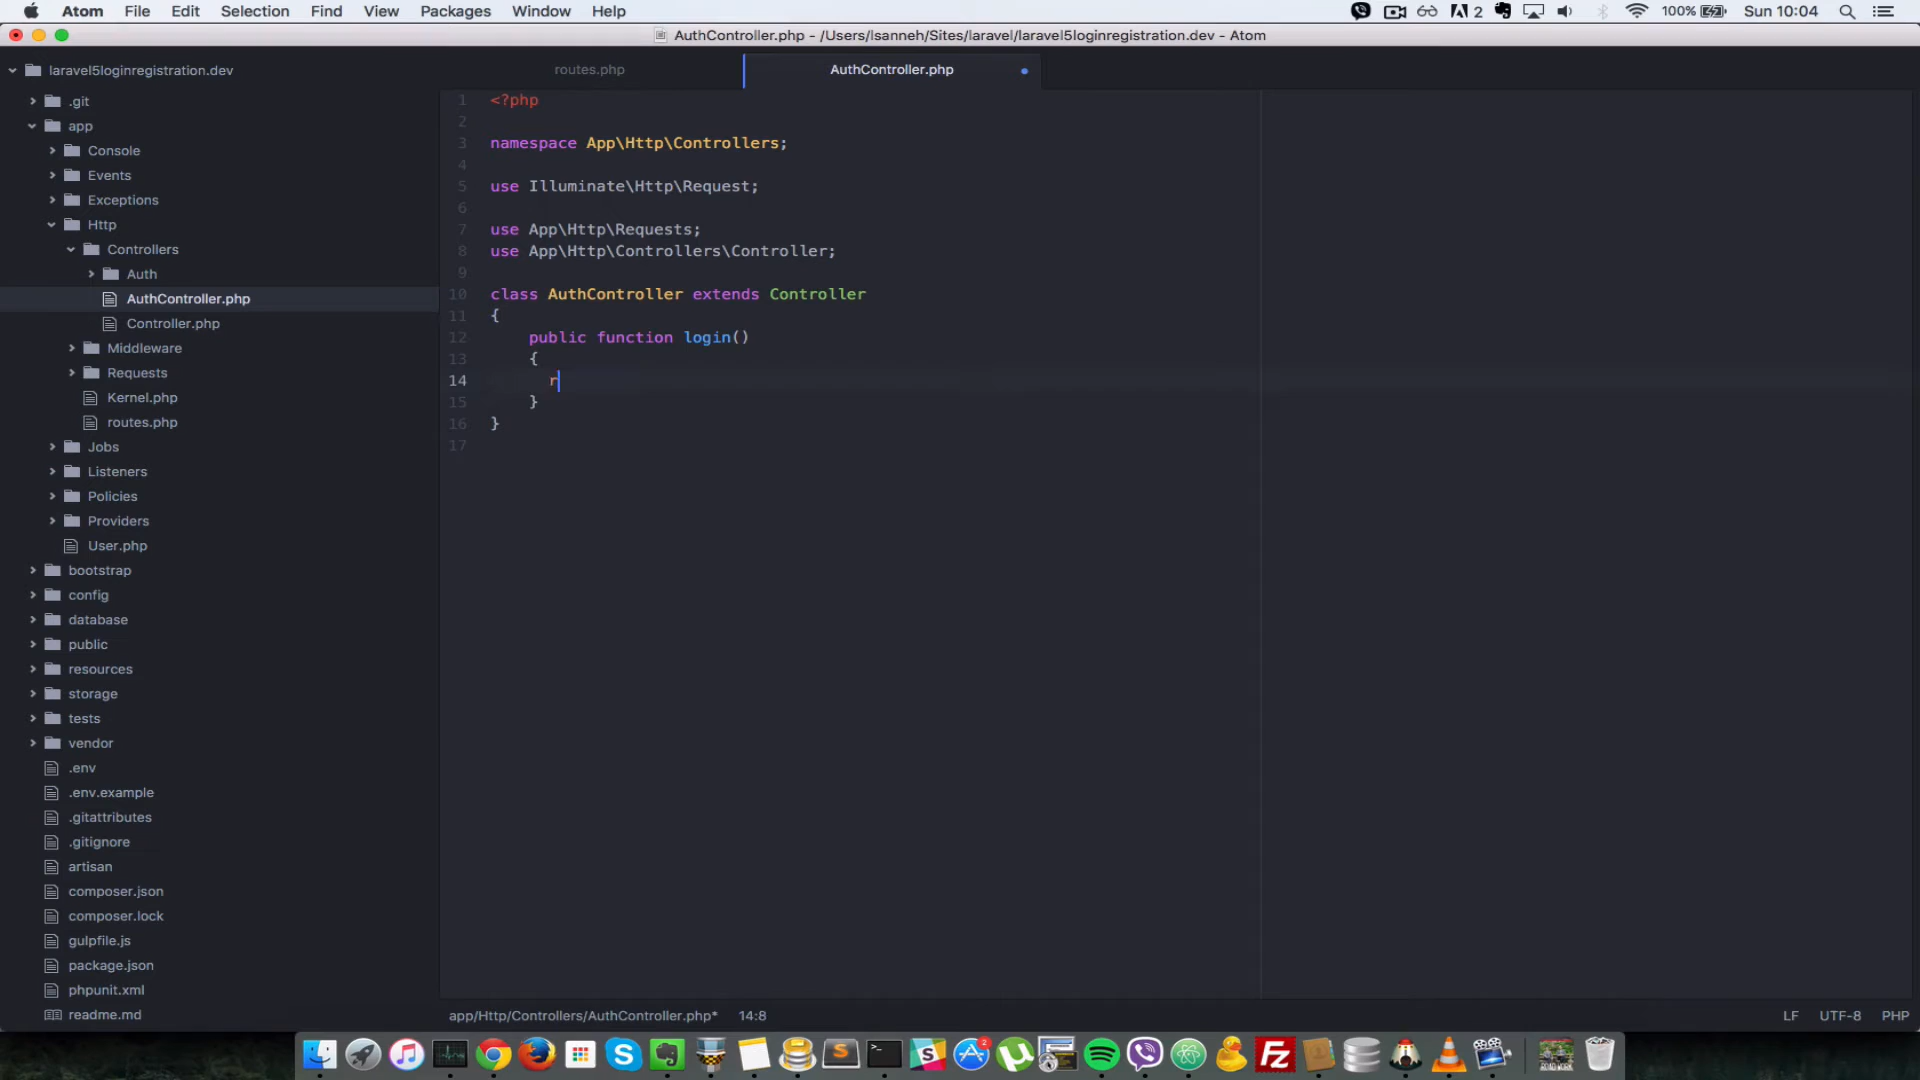 Atom File Edit Selection Find View Packages Window Help 2 100% Sun 10:04
AuthController.php - /Users/lsanneh/Sites/laravel/laravel5loginregistration.dev - Atom
laravel5loginregistration.dev
.git
app
Console
Events
Exceptions
Http
Controllers
Auth
AuthController.php
Controller.php
Middleware
Requests
Kernel.php
routes.php
Jobs
Listeners
Policies
Providers
User.php
bootstrap
config
database
public
resources
storage
tests
vendor
.env
.env.example
.gitattributes
.gitignore
artisan
composer.json
composer.lock
gulpfile.js
package.json
phpunit.xml
readme.md
routes.php AuthController.php
1 <?php
2
3 namespace App\Http\Controllers;
4
5 use Illuminate\Http\Request;
6
7 use App\Http\Requests;
8 use App\Http\Controllers\Controller;
9
10 class AuthController extends Controller
11 {
12 public function login()
13 {
14 r
15 }
16 }
17
app/Http/Controllers/AuthController.php* 14:8 LF UTF-8 PHP